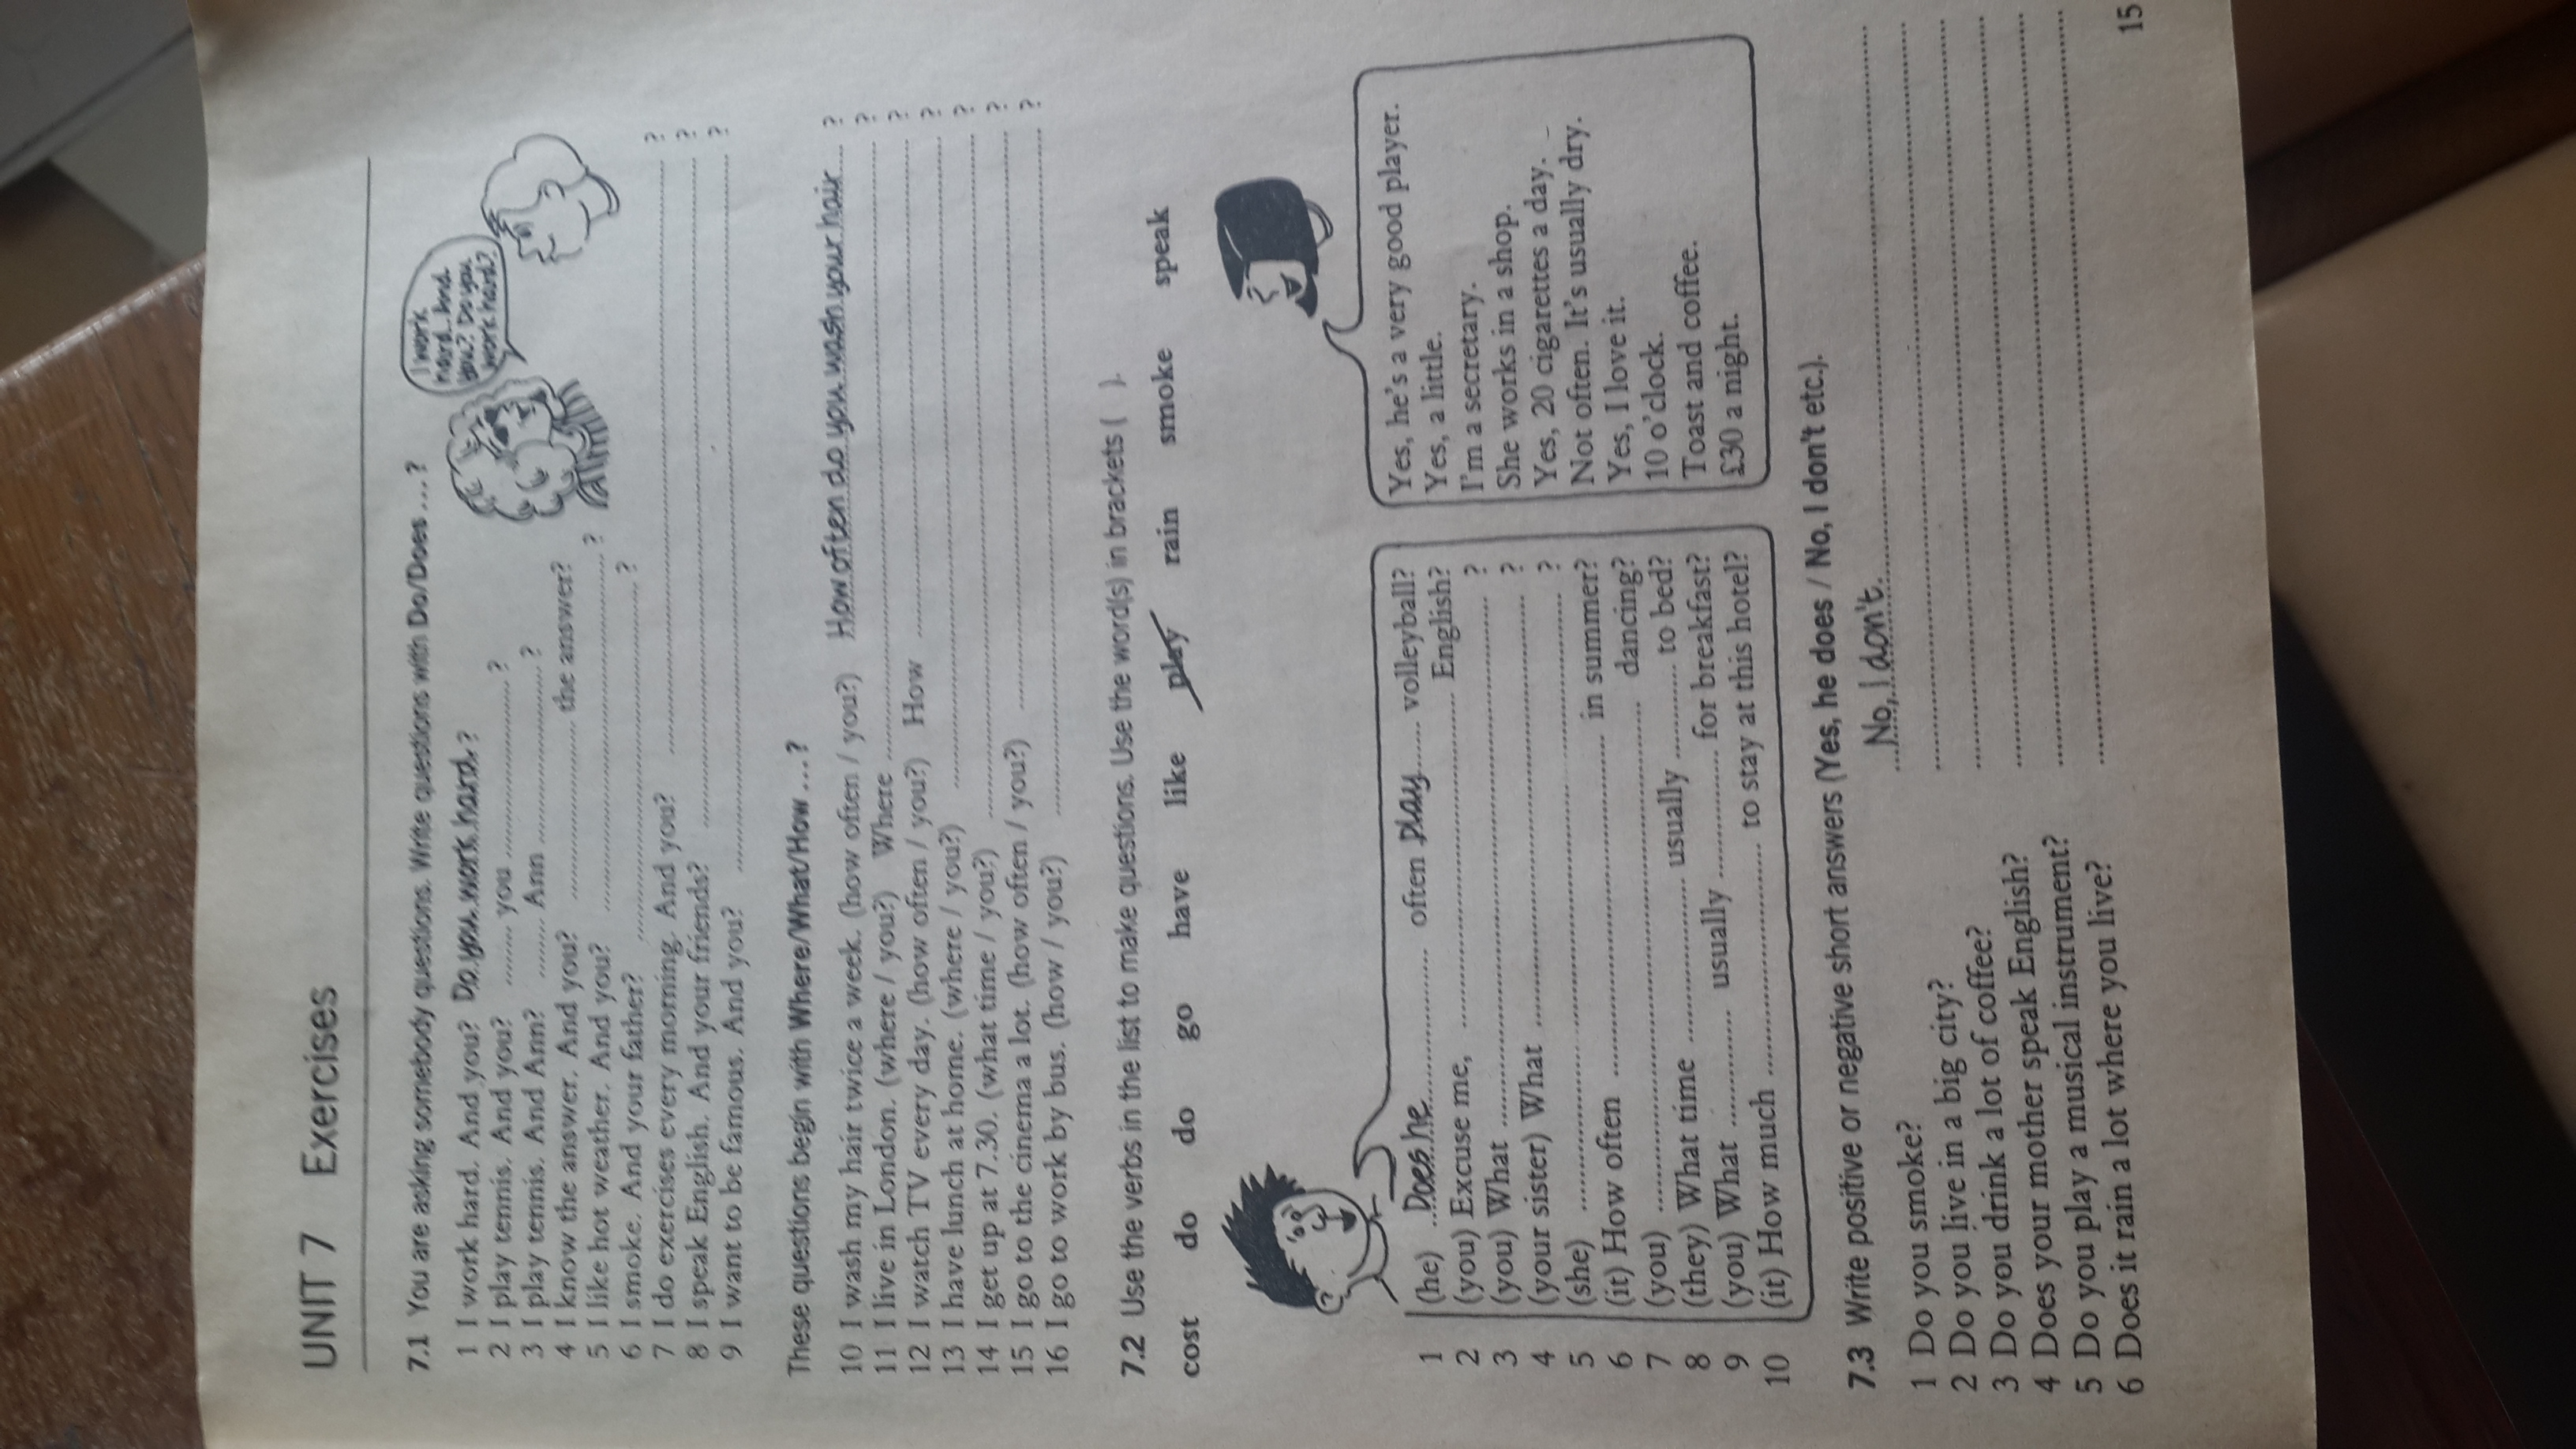 UNIT 7 Exercises
7.1 You are asking somebody questions. Write questions with Do/Does ...?
I work
hard. And
you? Do you
work hard?
1 I work hard. And you? Do you work hard ?
2 I play tennis. And you? ........ you .................... ?
3 I play tennis. And Ann? ........ Ann .................... ?
4 I know the answer. And you? .................... the answer?
5 I like hot weather. And you? .................... ?
6 I smoke. And your father? .................... ?
7 I do exercises every morning. And you? .................... ?
8 I speak English. And your friends? .................... ?
9 I want to be famous. And you? .................... ?
These questions begin with Where/What/How ...?
10 I wash my hair twice a week. (how often / you?) How often do you wash your hair ?
11 I live in London. (where / you?) Where .................... ?
12 I watch TV every day. (how often / you?) How .................... ?
13 I have lunch at home. (where / you?) .................... ?
14 I get up at 7.30. (what time / you?) .................... ?
15 I go to the cinema a lot. (how often / you?) .................... ?
16 I go to work by bus. (how / you?) .................... ?
7.2 Use the verbs in the list to make questions. Use the word(s) in brackets ( ).
cost do do go have like play rain smoke speak
1 (he) Does he .......... often play ...... volleyball? Yes, he's a very good player.
2 (you) Excuse me, .................... English? Yes, a little.
3 (you) What .................... ? I'm a secretary.
4 (your sister) What .................... ? She works in a shop.
5 (she) .................... ? Yes, 20 cigarettes a day.
6 (it) How often .................... in summer? Not often. It's usually dry.
7 (you) .................... dancing? Yes, I love it.
8 (they) What time .......... usually .......... to bed? 10 o'clock.
9 (you) What .......... usually .......... for breakfast? Toast and coffee.
10 (it) How much .................... to stay at this hotel? £30 a night.
7.3 Write positive or negative short answers (Yes, he does / No, I don't etc.).
1 Do you smoke? No, I don't.
2 Do you live in a big city? ....................
3 Do you drink a lot of coffee? ....................
4 Does your mother speak English? ....................
5 Do you play a musical instrument? ....................
6 Does it rain a lot where you live? ....................
15